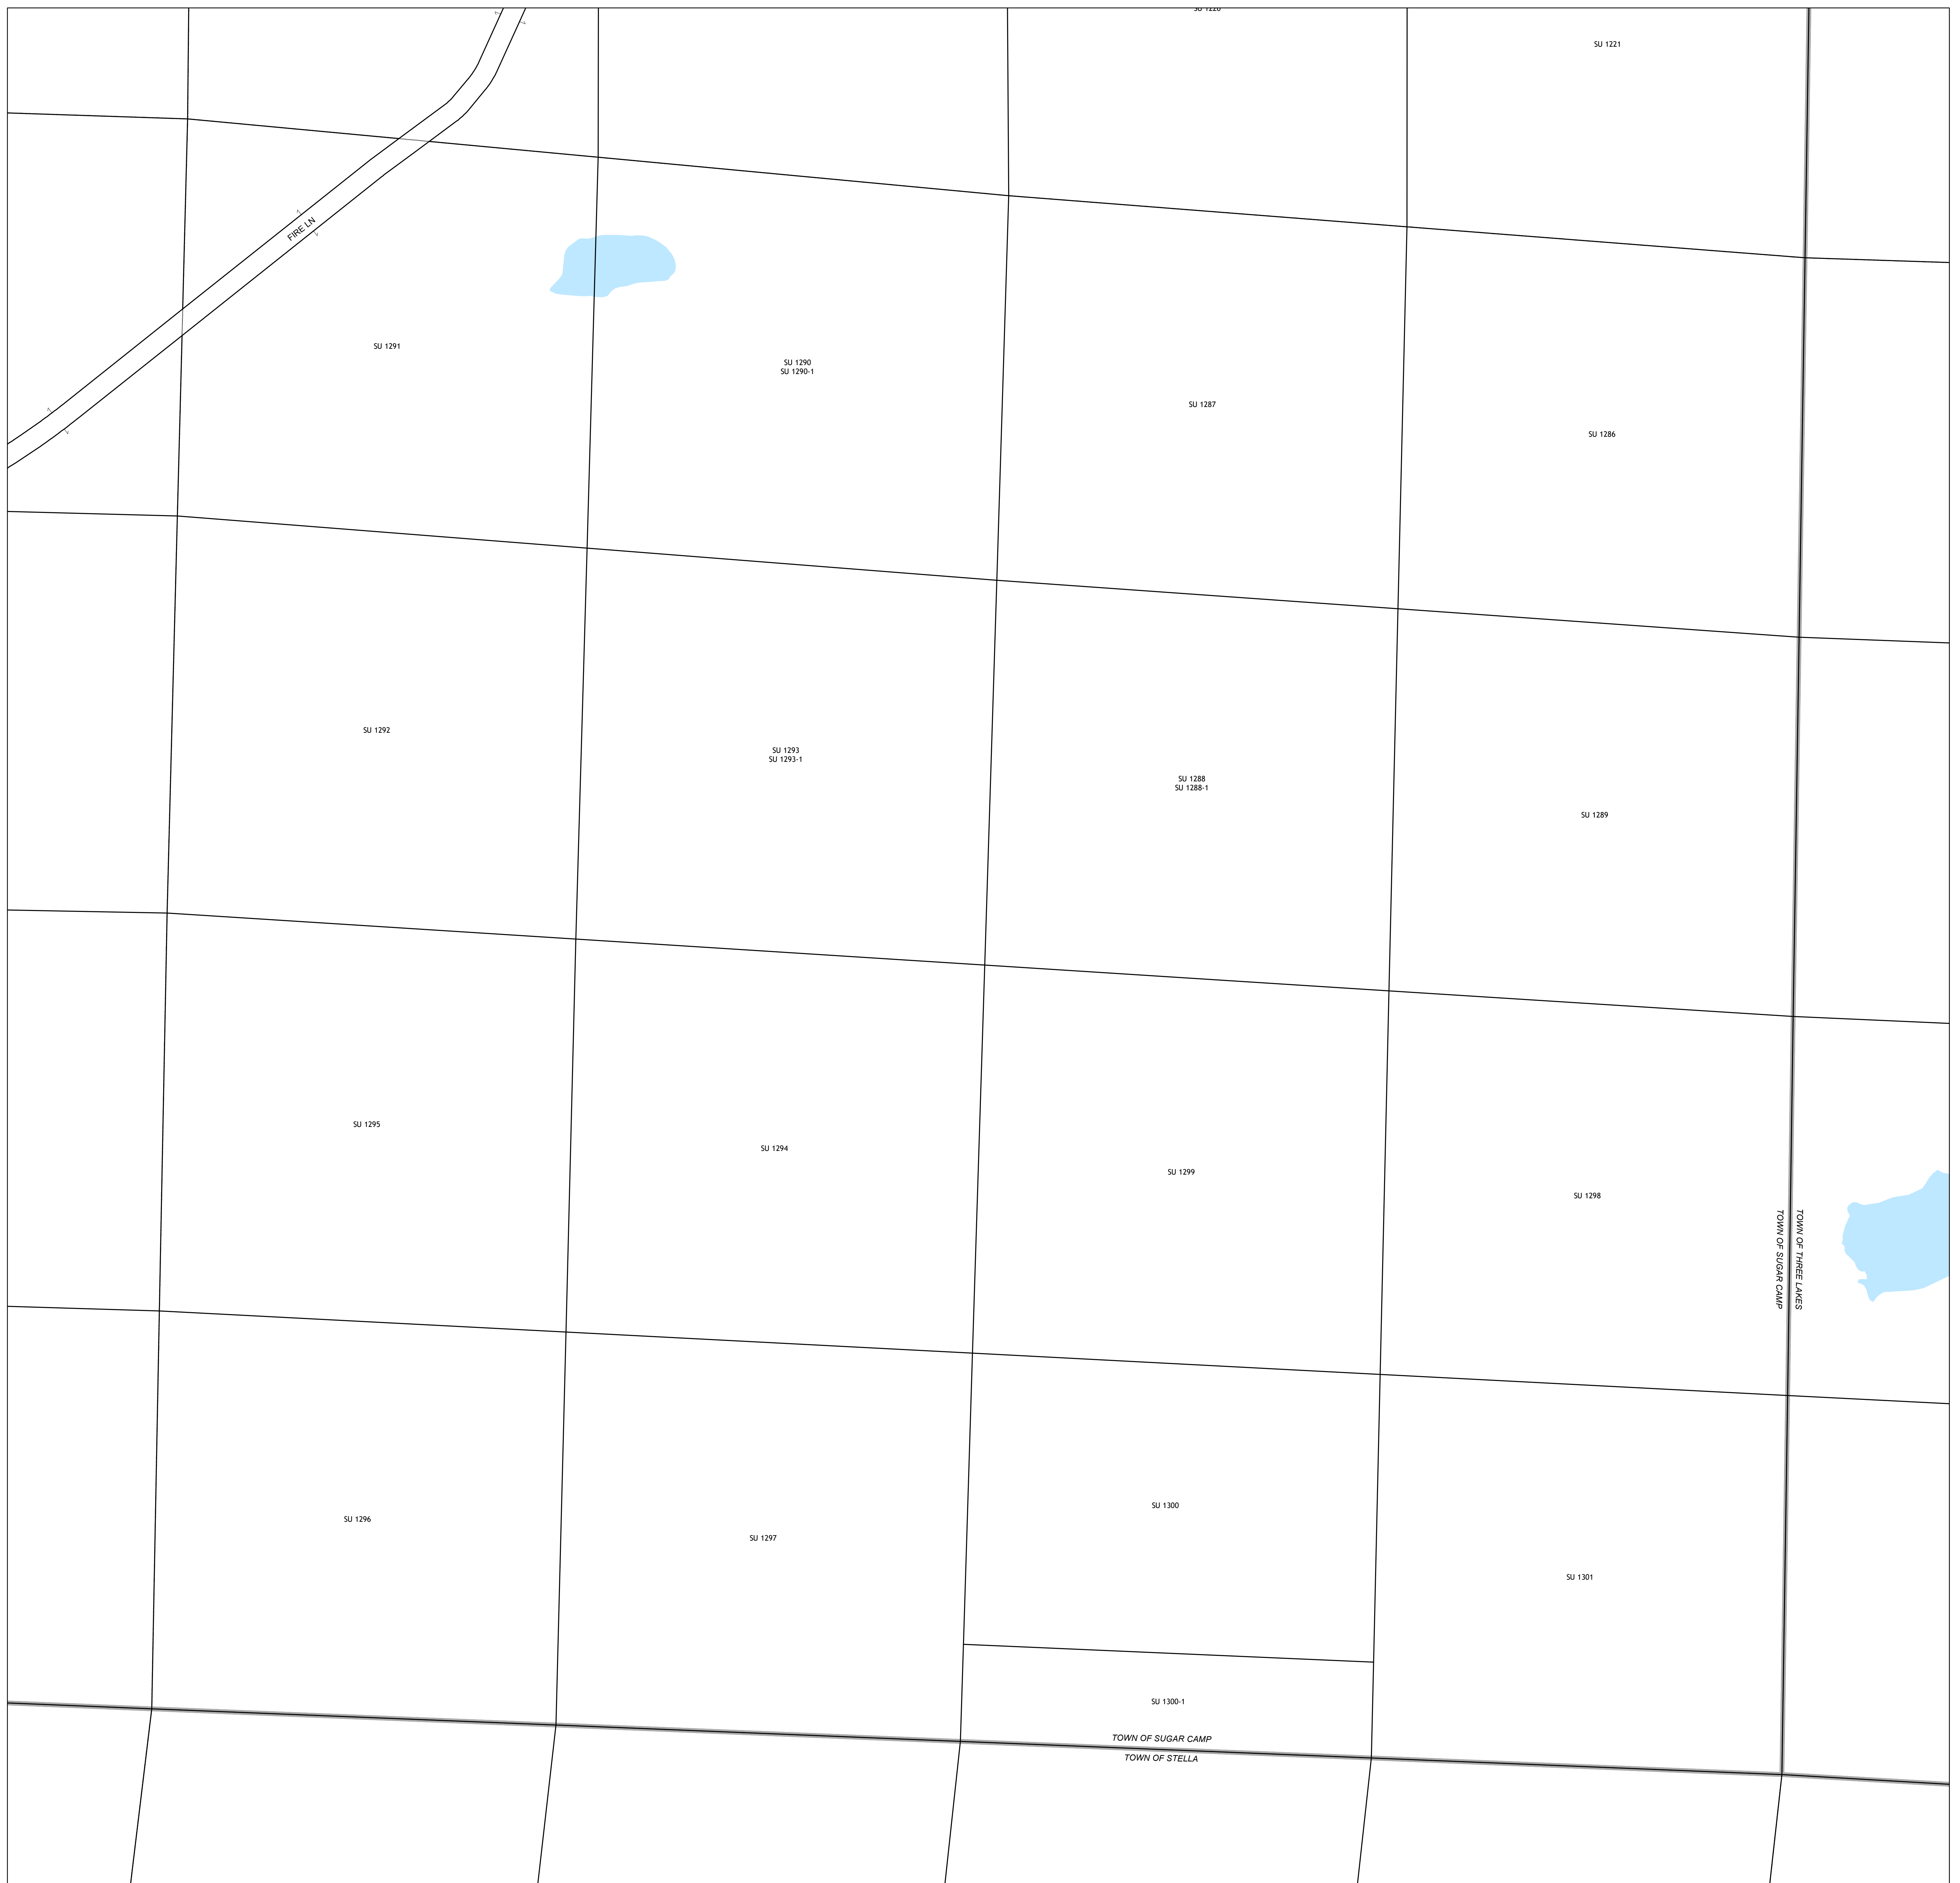 SU 1220
SU 1221
FIRE LN
SU 1291
SU 1290
SU 1290-1
SU 1287
SU 1286
SU 1292
SU 1293
SU 1293-1
SU 1288
SU 1288-1
SU 1289
SU 1295
SU 1294
SU 1299
SU 1298
TOWN OF SUGAR CAMP
TOWN OF THREE LAKES
SU 1296
SU 1297
SU 1300
SU 1301
SU 1300-1
TOWN OF SUGAR CAMP
TOWN OF STELLA